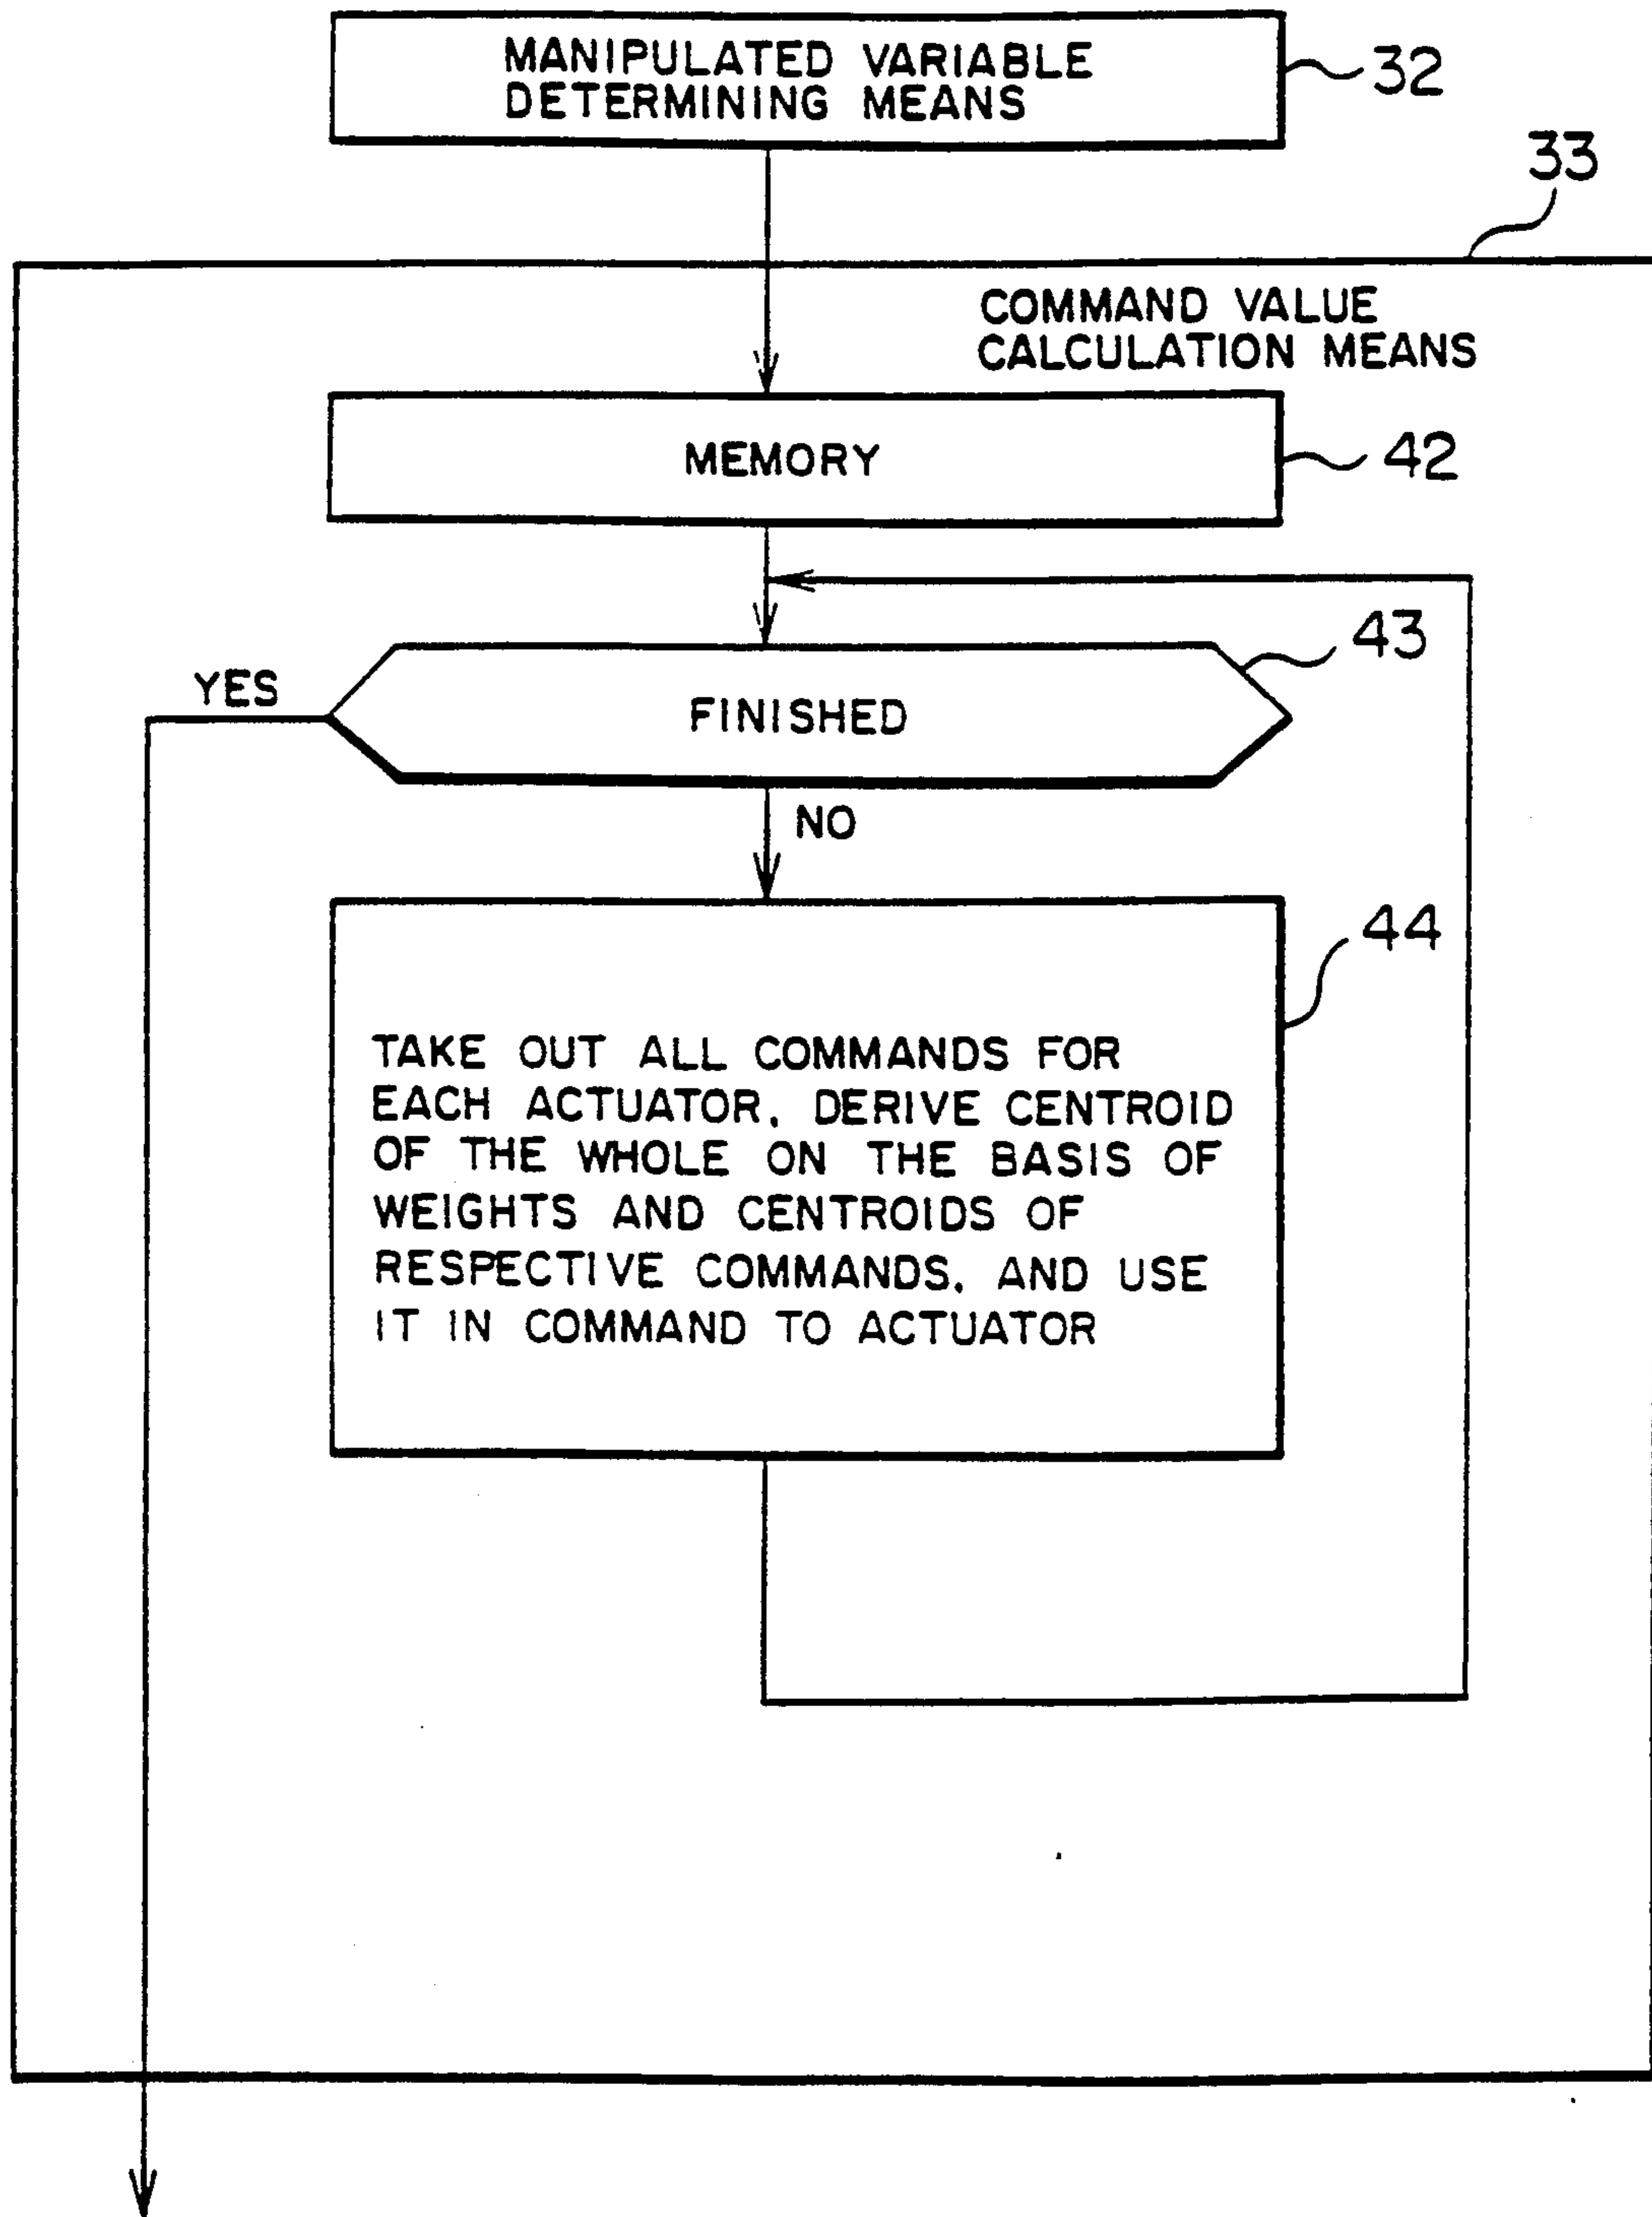 MANIPULATED VARIABLE
DETERMINING MEANS
32
33
COMMAND VALUE
CALCULATION MEANS
MEMORY
42
43
YES
FINISHED
NO
44
TAKE OUT ALL COMMANDS FOR
EACH ACTUATOR, DERIVE CENTROID
OF THE WHOLE ON THE BASIS OF
WEIGHTS AND CENTROIDS OF
RESPECTIVE COMMANDS, AND USE
IT IN COMMAND TO ACTUATOR